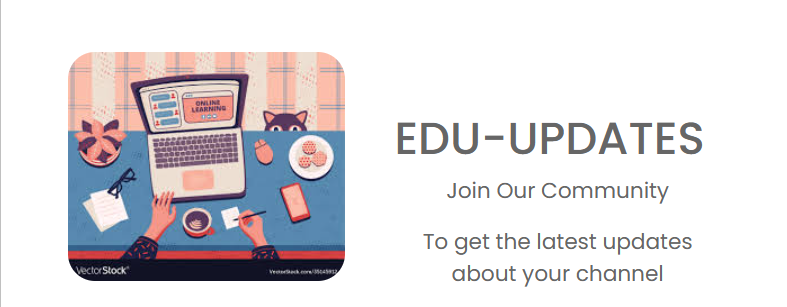 ONLINE
LEARNING
VectorStock®
VectorStock.com/35145912
EDU-UPDATES
Join Our Community
To get the latest updates
about your channel